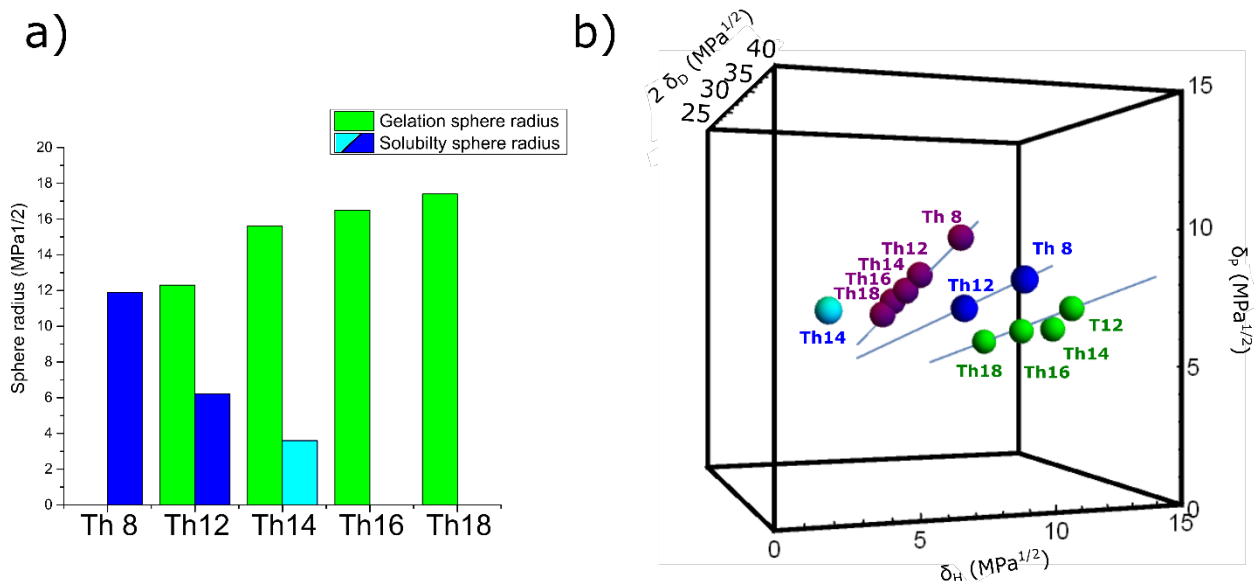 a)
Gelation sphere radius
Solubilty sphere radius
Sphere radius (MPa1/2)
20
18
16
14
12
10
8
6
4
2
0
Th 8
Th12
Th14
Th16
Th18
b)
2 δD (MPa1/2)
40
35
30
25
15
10
5
0
δP (MPa1/2)
Th 8
Th12
Th14
Th16
Th18
Th14
Th 8
Th12
T12
Th14
Th16
Th18
0
5
10
15
δH (MPa1/2)